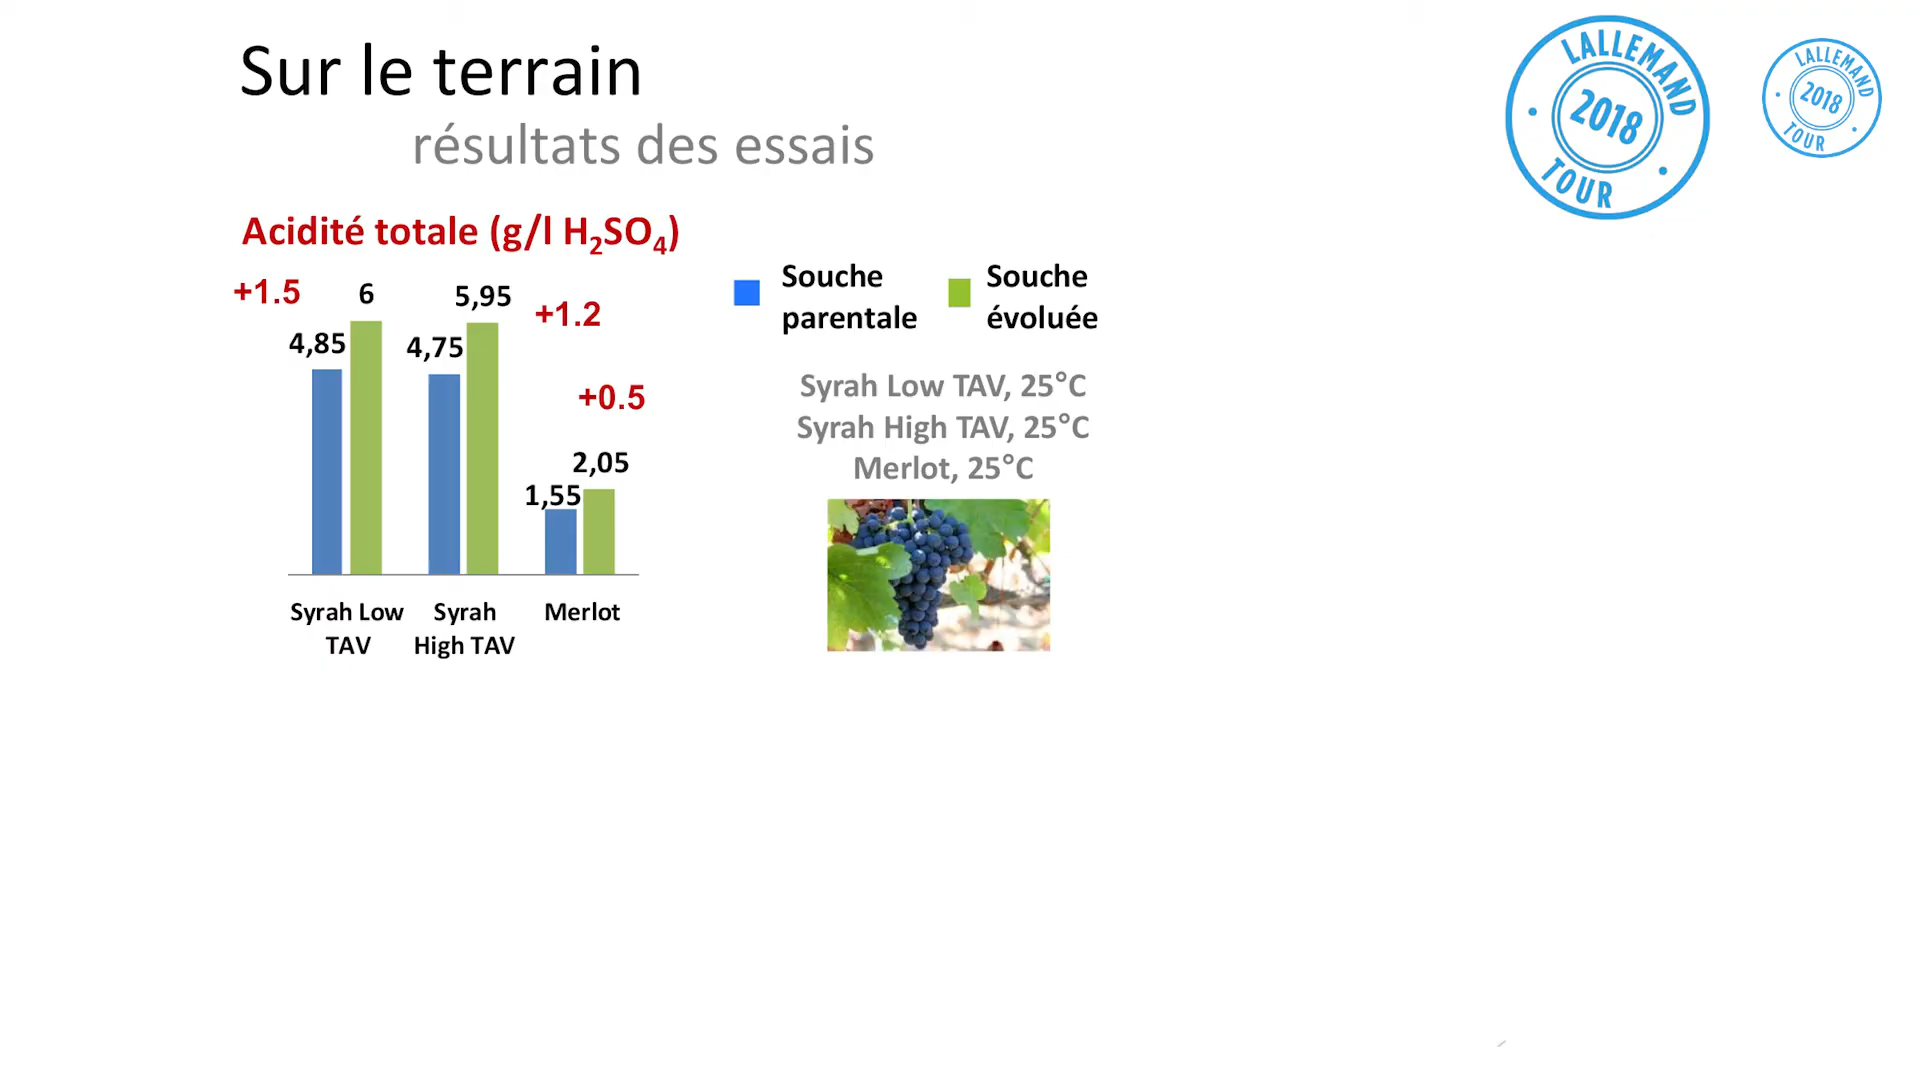 Sur le terrain
résultats des essais
LALLEMAND
2018
TOUR
LALLEMAND
2018
TOUR
Acidité totale (g/l H₂SO₄)
+1.5
6
5,95
+1.2
4,85
4,75
+0.5
2,05
1,55
Syrah Low
TAV
Syrah
High TAV
Merlot
Souche
parentale
Souche
évoluée
Syrah Low TAV, 25°C
Syrah High TAV, 25°C
Merlot, 25°C